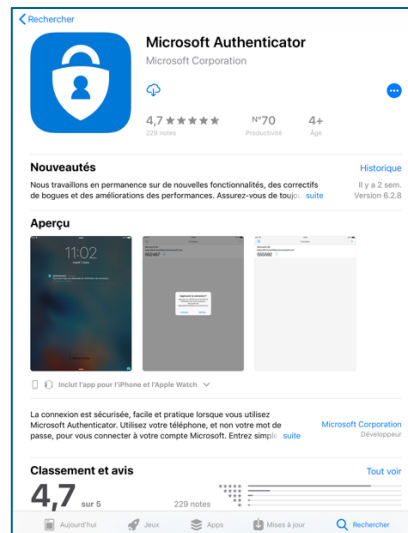 Rechercher
Microsoft Authenticator
Microsoft Corporation
4,7 ★★★★★
N°70
4+
229 notes
Productivité
Âge
Nouveautés
Historique
Nous travaillons en permanence sur de nouvelles fonctionnalités, des correctifs
Il y a 2 sem.
de bogues et des améliorations des performances. Assurez-vous de toujo suite
Version 6.2.8
Aperçu
11:02
Inclut l'app pour l'iPhone et l'Apple Watch
La connexion est sécurisée, facile et pratique lorsque vous utilisez
Microsoft Authenticator. Utilisez votre téléphone, et non votre mot de
Microsoft Corporation
passe, pour vous connecter à votre compte Microsoft. Entrez simple suite
Développeur
Classement et avis
Tout voir
4,7 sur 5
229 notes
Aujourd'hui
Jeux
Apps
Mises à jour
Rechercher